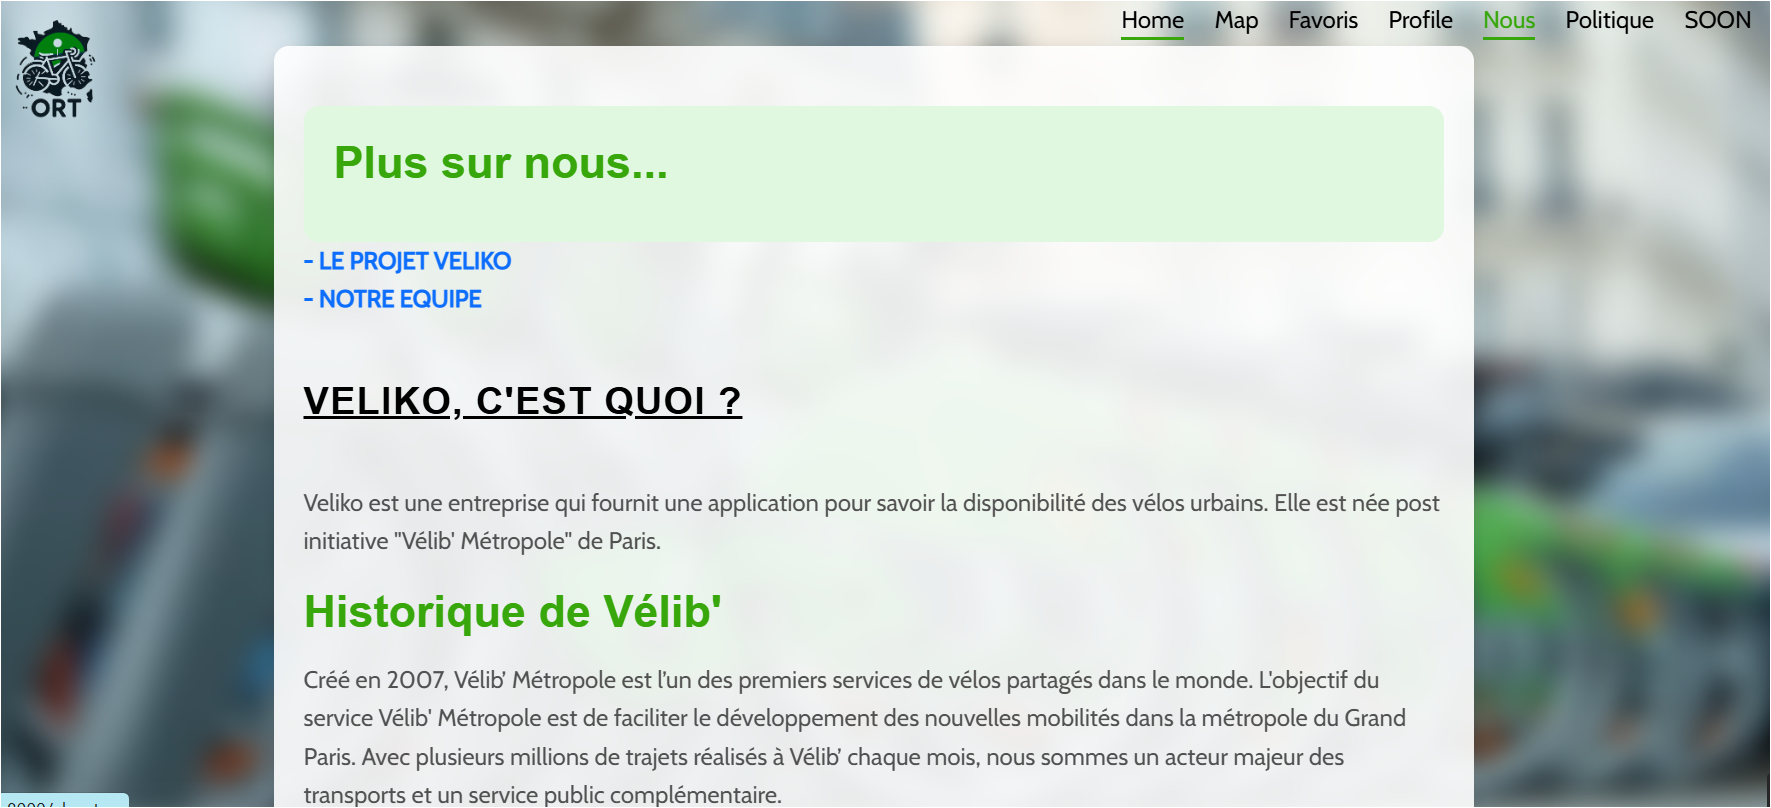 Home Map Favoris Profile Nous Politique SOON
ORT
Plus sur nous...
- LE PROJET VELIKO
- NOTRE EQUIPE
VELIKO, C'EST QUOI ?
Veliko est une entreprise qui fournit une application pour savoir la disponibilité des vélos urbains. Elle est née post
initiative "Vélib' Métropole" de Paris.
Historique de Vélib'
Créé en 2007, Vélib’ Métropole est l’un des premiers services de vélos partagés dans le monde. L'objectif du
service Vélib' Métropole est de faciliter le développement des nouvelles mobilités dans la métropole du Grand
Paris. Avec plusieurs millions de trajets réalisés à Vélib’ chaque mois, nous sommes un acteur majeur des
transports et un service public complémentaire.